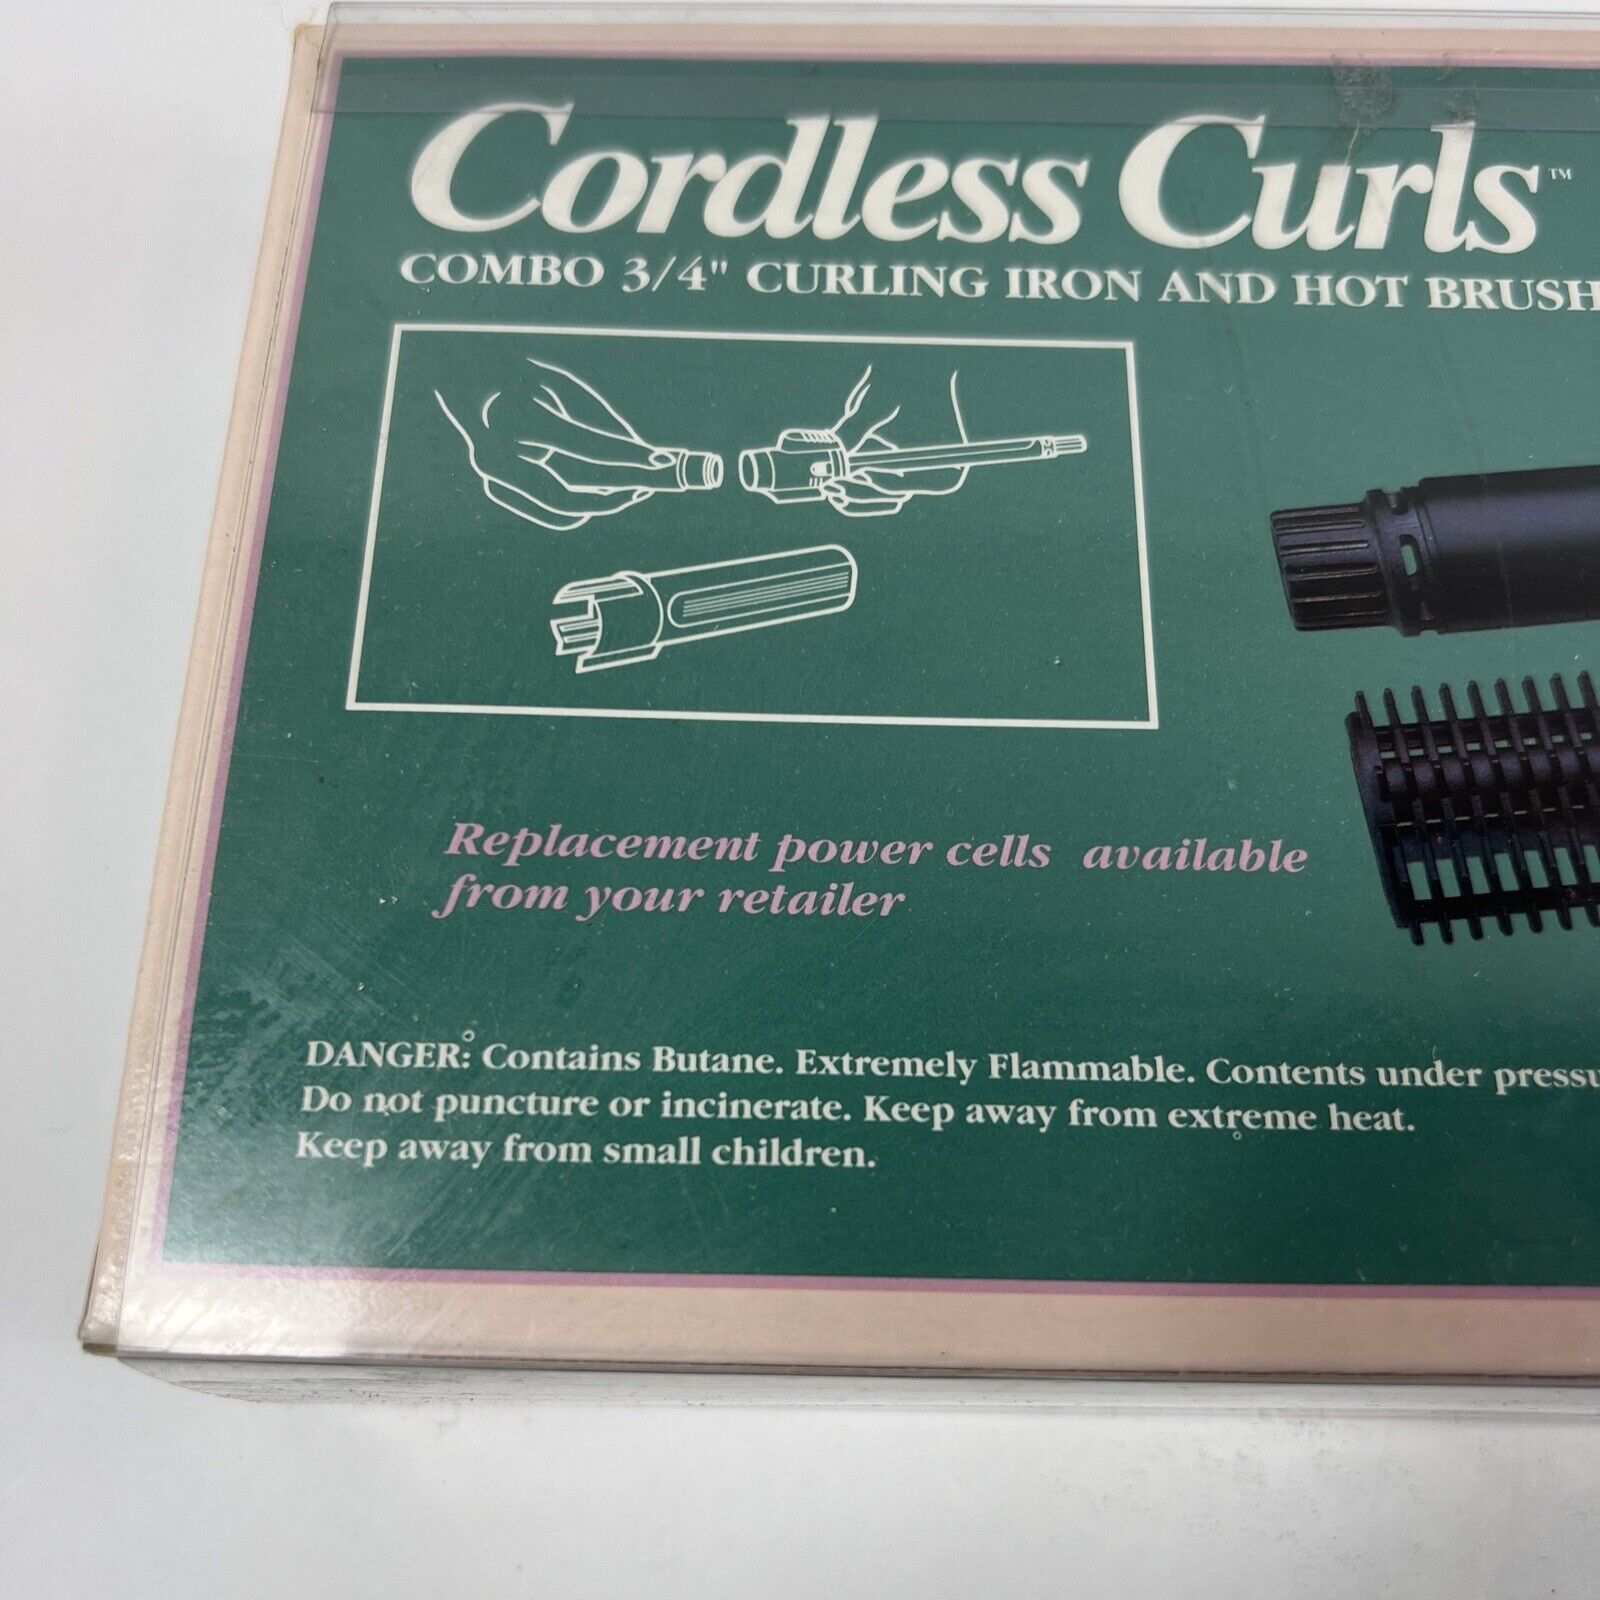 Cordless Curls™
COMBO 3/4" CURLING IRON AND HOT BRUSH
Replacement power cells available
from your retailer
DANGER: Contains Butane. Extremely Flammable. Contents under pressu
Do not puncture or incinerate. Keep away from extreme heat.
Keep away from small children.